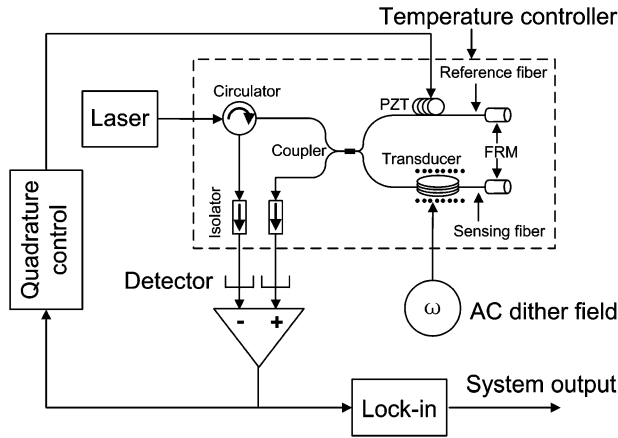 Temperature controller
Circulator
Reference fiber
PZT
Laser
Coupler
FRM
Transducer
Isolator
Sensing fiber
Quadrature
control
Detector
ω
AC dither field
- +
System output
Lock-in